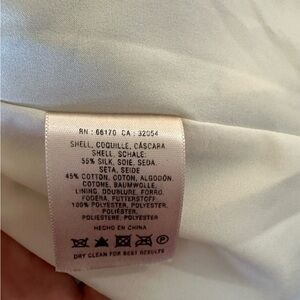 RN : 66170 CA : 32054
SHELL, COQUILLE, CÁSCARA
SHELL, SCHALE:
55% SILK, SOIE, SEDA,
SETA, SEIDE
45% COTTON, COTON, ALGODÓN,
COTONE, BAUMWOLLE.
LINING, DOUBLURE, FORRO,
FODERA, FUTTERSTOFF:
100% POLYESTER, POLYESTER,
POLIÉSTER,
POLIESTERE, POLYESTER
HECHO EN CHINA
DRY CLEAN FOR BEST RESULTS